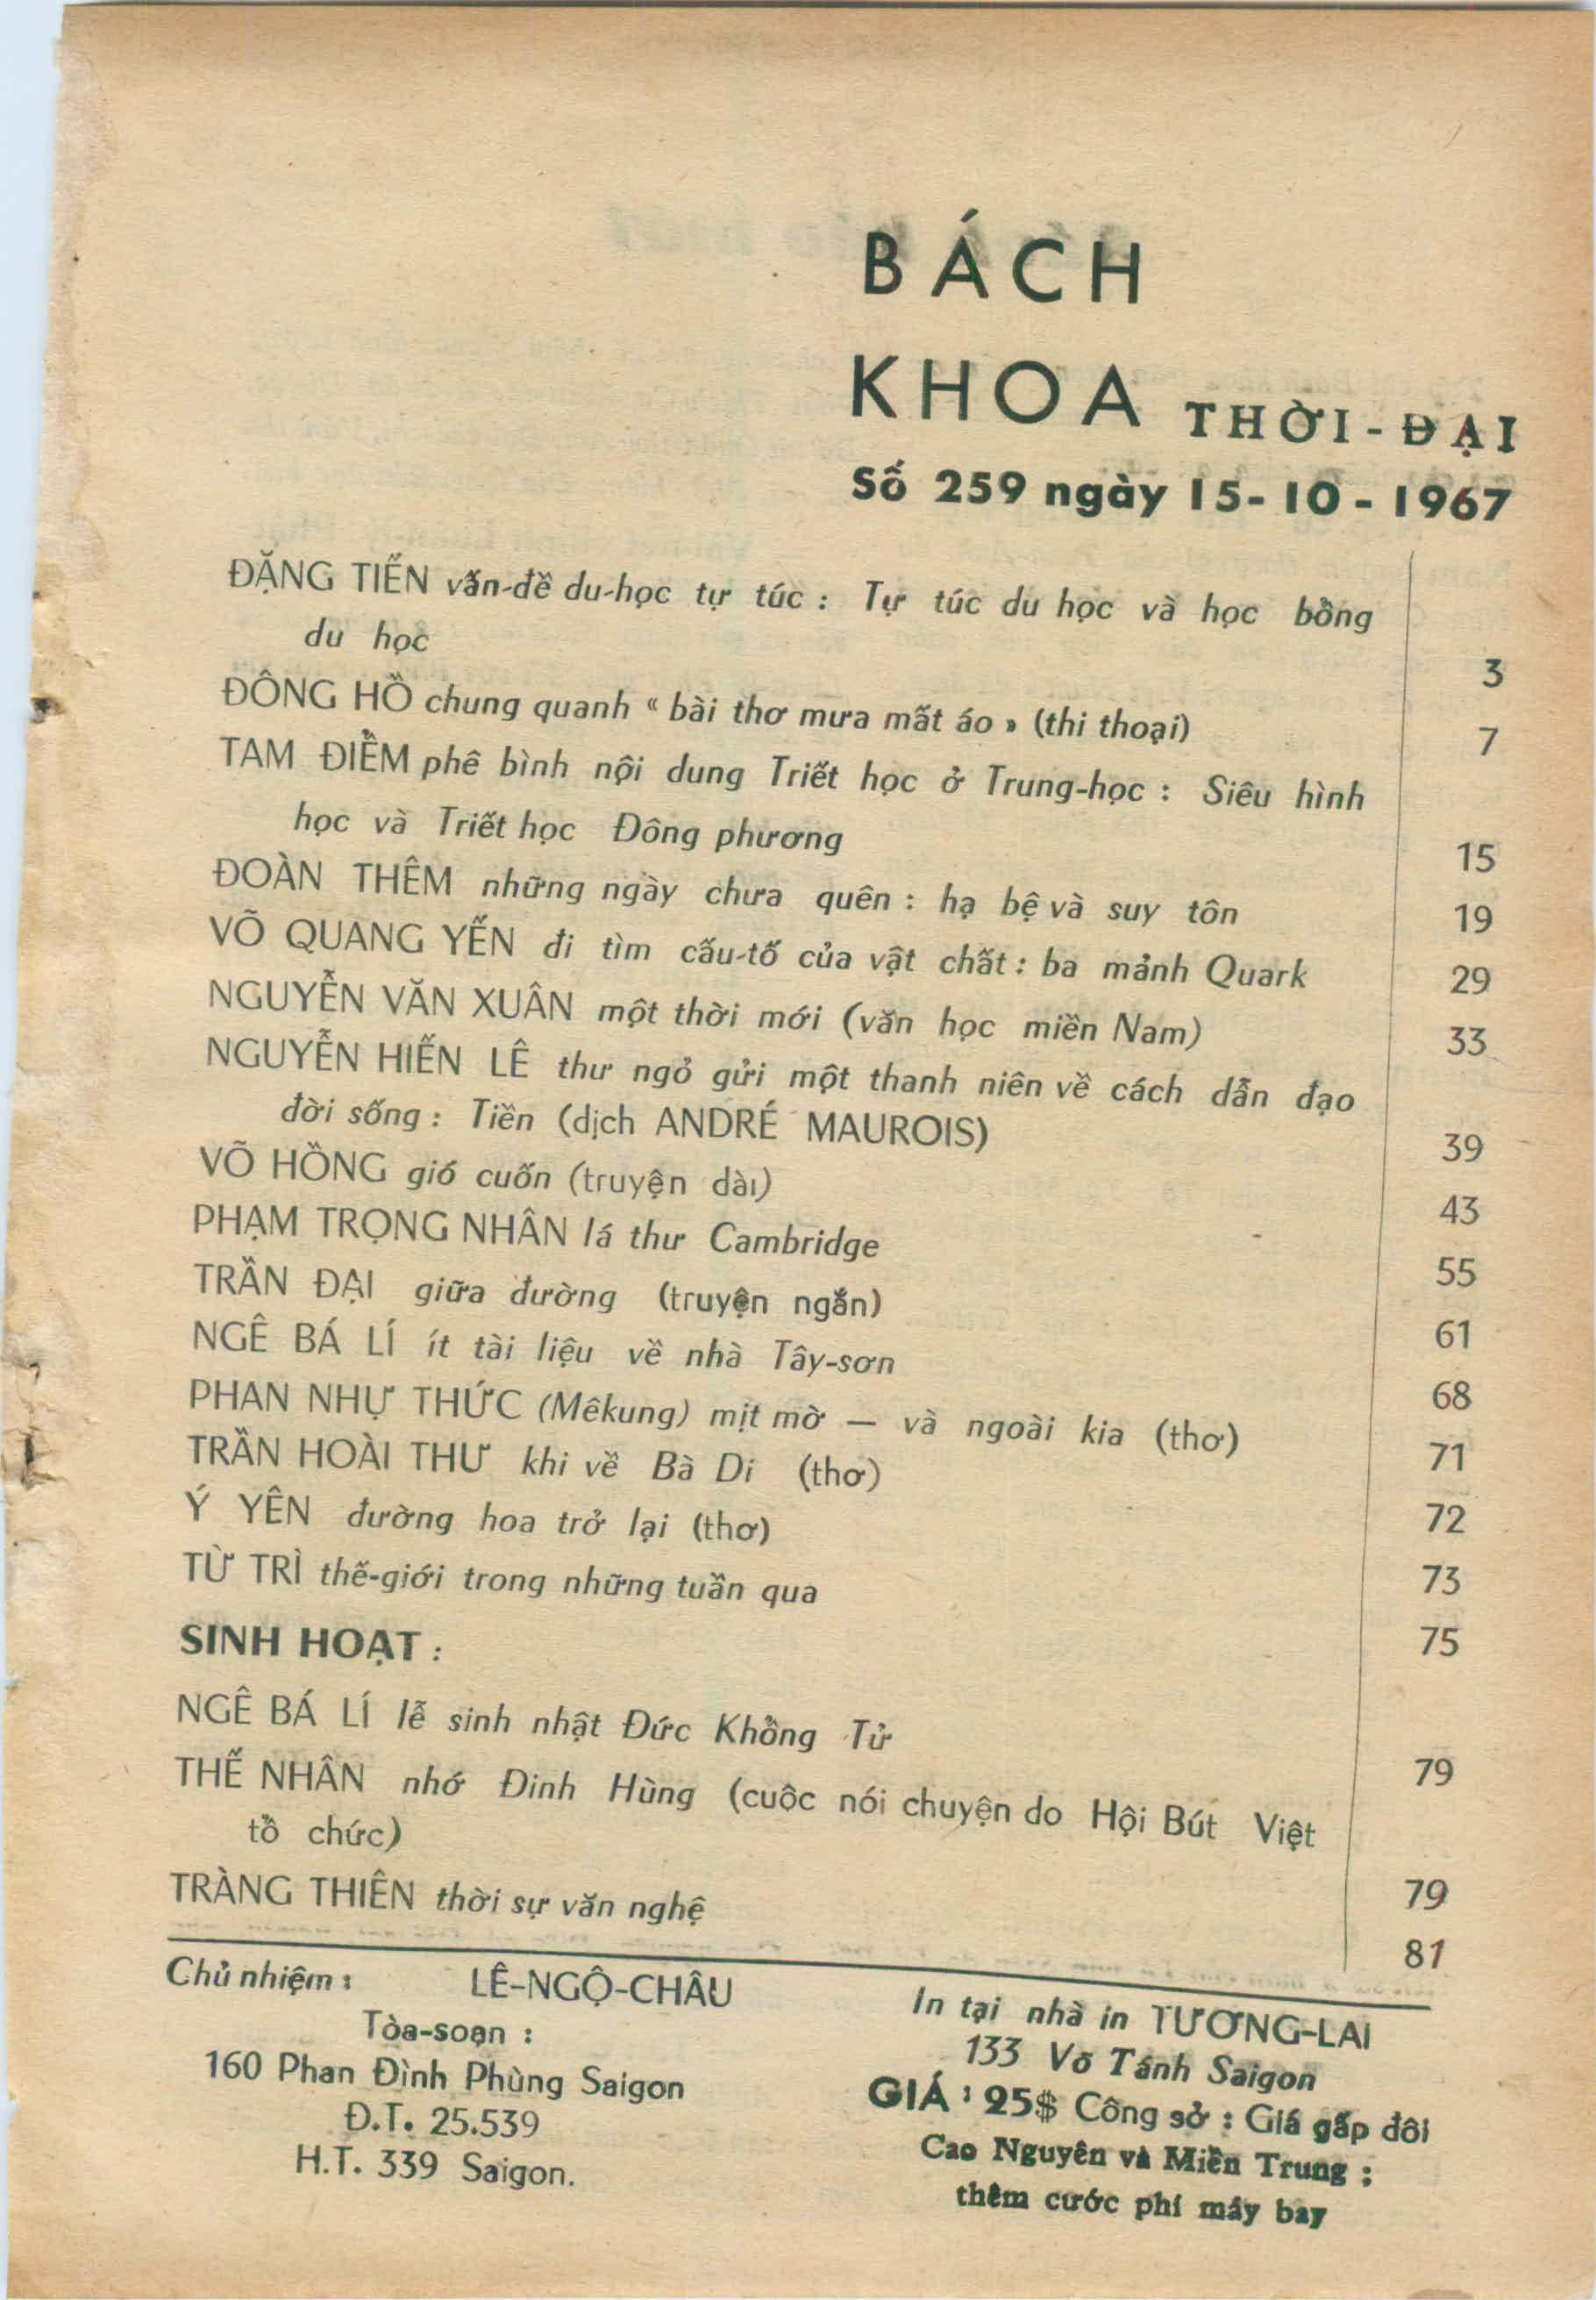 BÁCH
KHOA THỜI-ĐẠI
Số 259 ngày 15-10-1967
ĐẶNG TIẾN vấn-đề du-học tự túc : Tự túc du học và học bổng
du học 3
ĐÔNG HỒ chung quanh « bài thơ mưa mất áo » (thi thoại) 7
TAM ĐIỂM phê bình nội dung Triết học ở Trung-học : Siêu hình
học và Triết học Đông phương 15
ĐOÀN THÊM những ngày chưa quên : hạ bệ và suy tôn 19
VÕ QUANG YẾN đi tìm cấu-tố của vật chất : ba mảnh Quark 29
NGUYỄN VĂN XUÂN một thời mới (văn học miền Nam) 33
NGUYỄN HIẾN LÊ thư ngỏ gửi một thanh niên về cách dẫn đạo
đời sống : Tiền (dịch ANDRÉ MAUROIS) 39
VÕ HỒNG gió cuốn (truyện dài) 43
PHẠM TRỌNG NHÂN lá thư Cambridge 55
TRẦN ĐẠI giữa đường (truyện ngắn) 61
NGÊ BÁ LÍ ít tài liệu về nhà Tây-sơn 68
PHAN NHỰ THỨC (Mêkung) mịt mờ — và ngoài kia (thơ) 71
TRẦN HOÀI THƯ khi về Bà Di (thơ) 72
Ý YÊN đường hoa trở lại (thơ) 73
TỪ TRÌ thế-giới trong những tuần qua 75
SINH HOẠT :
NGÊ BÁ LÍ lễ sinh nhật Đức Khổng Tử 79
THẾ NHÂN nhớ Đinh Hùng (cuộc nói chuyện do Hội Bút Việt
tổ chức) 79
TRÀNG THIÊN thời sự văn nghệ 81
Chủ nhiệm : LÊ-NGỘ-CHÂU
Tòa-soạn :
160 Phan Đình Phùng Saigon
Đ.T. 25.539
H.T. 339 Saigon.
In tại nhà in TƯƠNG-LAI
133 Võ Tánh Saigon
GIÁ : 25$ Công sở : Giá gấp đôi
Cao Nguyên và Miền Trung :
thêm cước phí máy bay